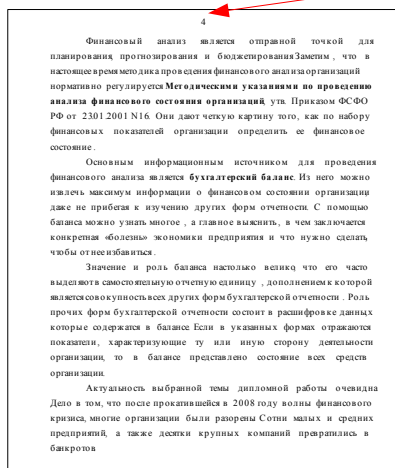 4
Финансовый анализ является отправной точкой для
планирования, прогнозирования и бюджетирования Заметим , что в
настоящее время методика проведения финансового анализа организаций
нормативно регулируется Методическими указаниями по проведению
анализа финансового состояния организаций, утв. Приказом ФСФО
РФ от 23.01.2001 N16. Они дают четкую картину того, как по набору
финансовых показателей организации определить ее финансовое
состояние .
Основным информационным источником для проведения
финансового анализа является бухгалтерский баланс. Из него можно
извлечь максимум информации о финансовом состоянии организации,
даже не прибегая к изучению других форм отчетности. С помощью
баланса можно узнать многое , а главное выяснить, в чем заключается
конкретная «болезнь» экономики предприятия и что нужно сделать,
чтобы от нее избавиться .
Значение и роль баланса настолько велико, что его часто
выделяют в самостоятельную отчетную единицу , дополнением к которой
является совокупность всех других форм бухгалтерской отчетности . Роль
прочих форм бухгалтерской отчетности состоит в расшифровке данных,
которые содержатся в балансе. Если в указанных формах отражаются
показатели, характеризующие ту или иную сторону деятельности
организации, то в балансе представлено состояние всех средств
организации.
Актуальность выбранной темы дипломной работы очевидна.
Дело в том, что после прокатившейся в 2008 году волны финансового
кризиса, многие организации были разорены. Сотни малых и средних
предприятий, а также десятки крупных компаний превратились в
банкротов